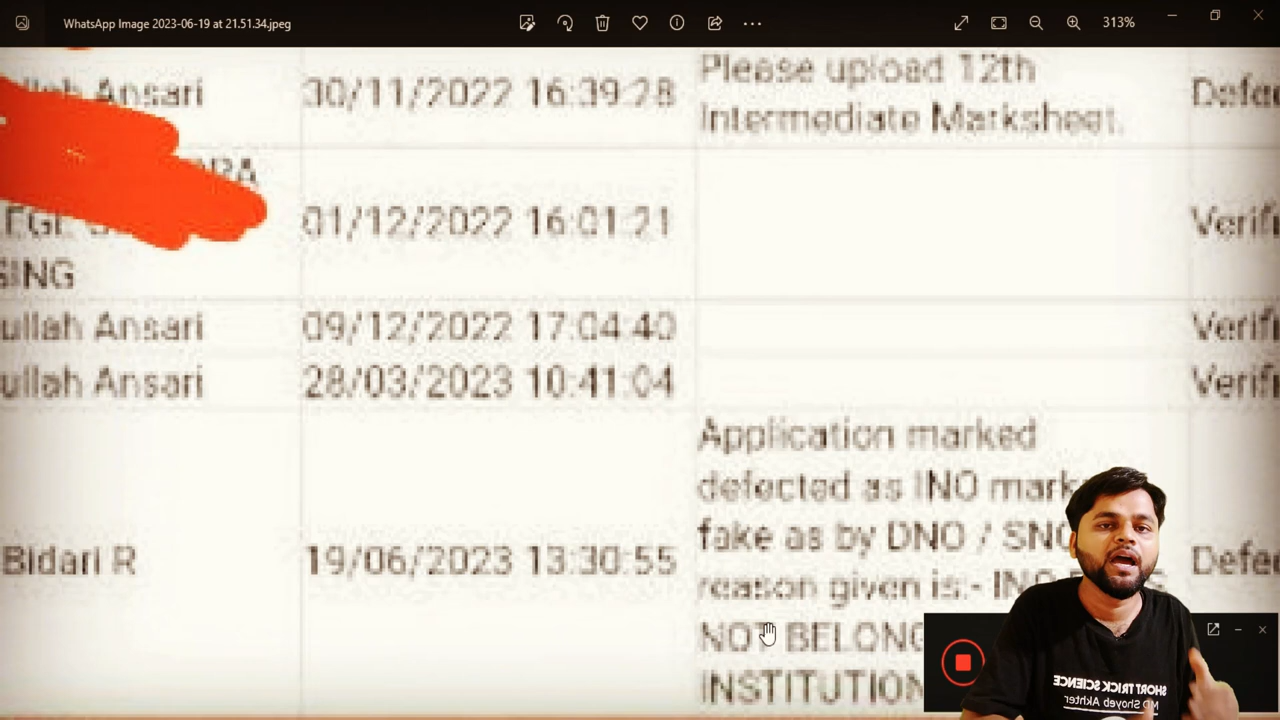 WhatsApp Image 2023-06-19 at 21.51.34.jpeg
313%
Ansari
30/11/2022 16:39:28
Please upload 12th
Intermediate Marksheet.
01/12/2022 16:01:21
ullah Ansari
09/12/2022 17:04:40
ullah Ansari
28/03/2023 10:41:04
Bidari R
19/06/2023 13:30:55
Application marked
defected as INO mark
fake as by DNO / SNO
reason given is:- INO
NOT BELONG
INSTITUTION
SHORT TRICK SCIENCE
MD Shoyeb Akhter